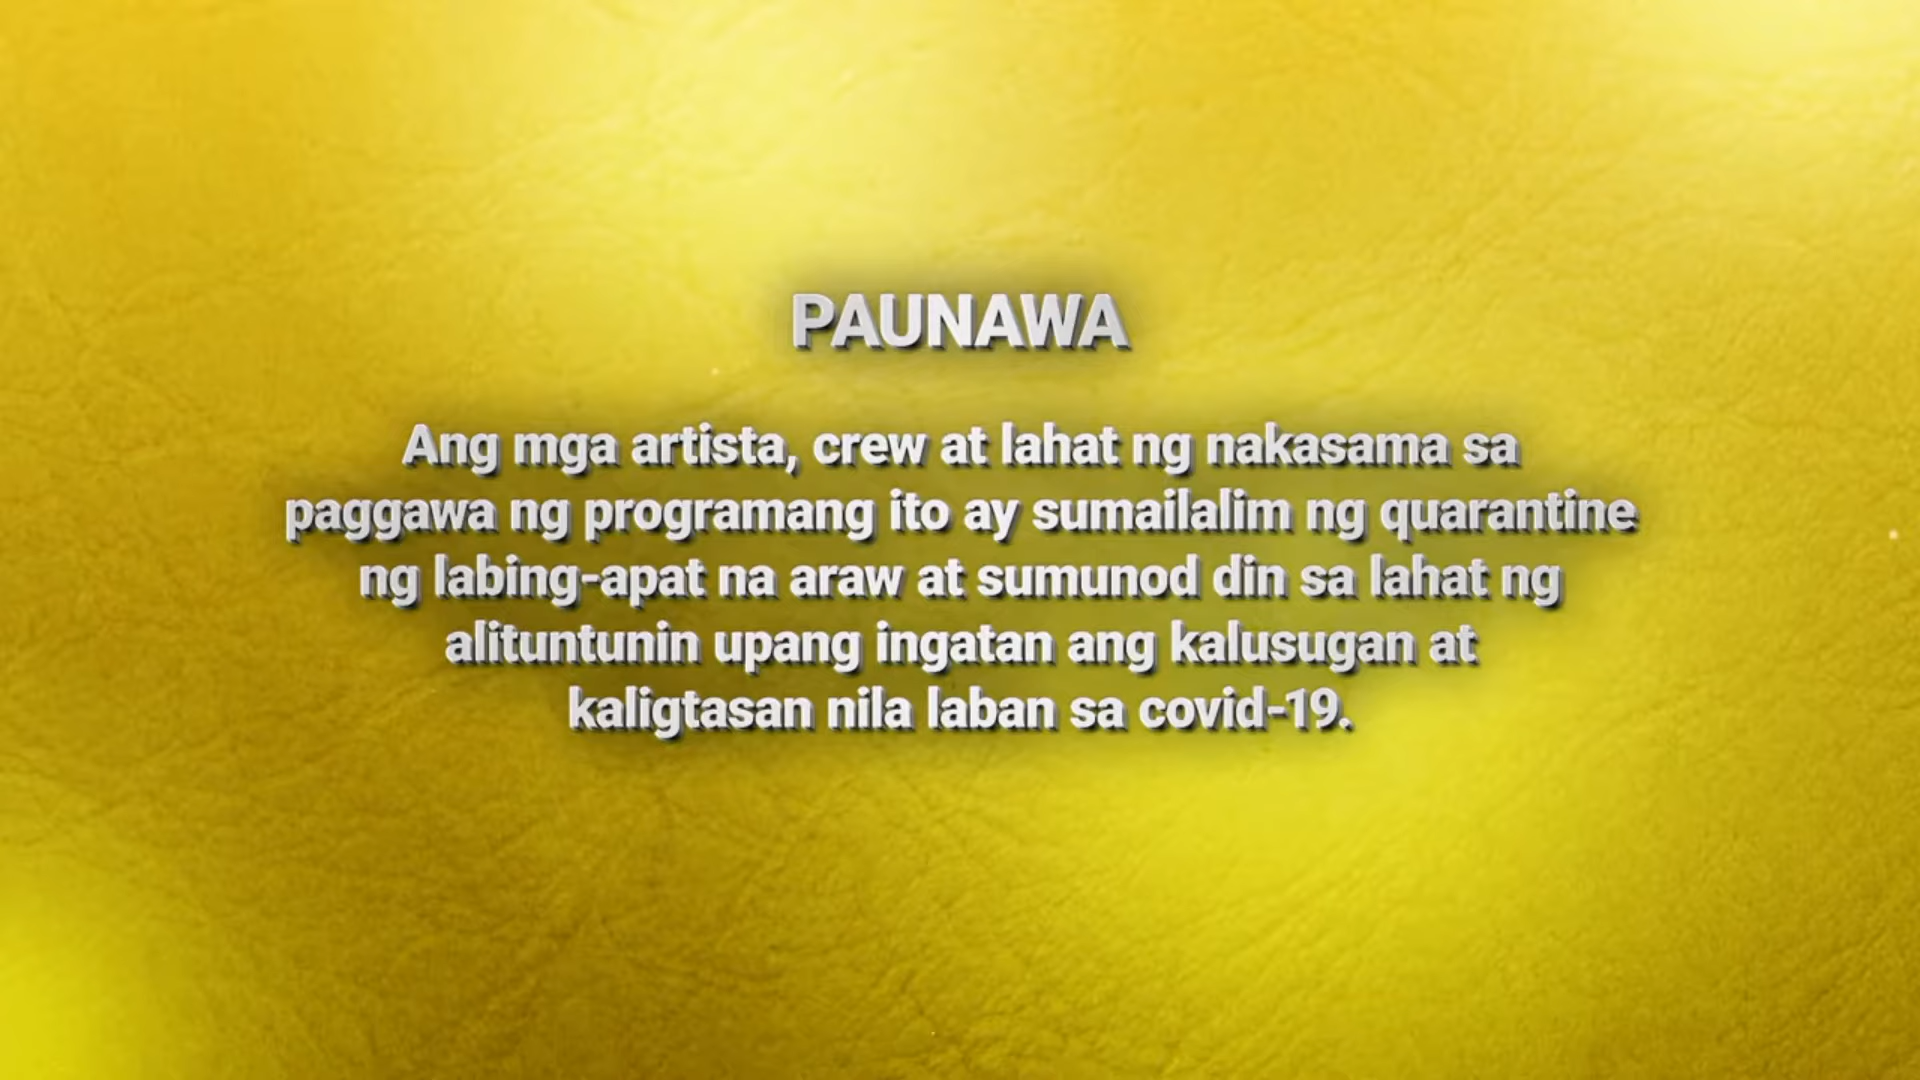 PAUNAWA
Ang mga artista, crew at lahat ng nakasama sa
paggawa ng programang ito ay sumailalim ng quarantine
ng labing-apat na araw at sumunod din sa lahat ng
alituntunin upang ingatan ang kalusugan at
kaligtasan nila laban sa covid-19.